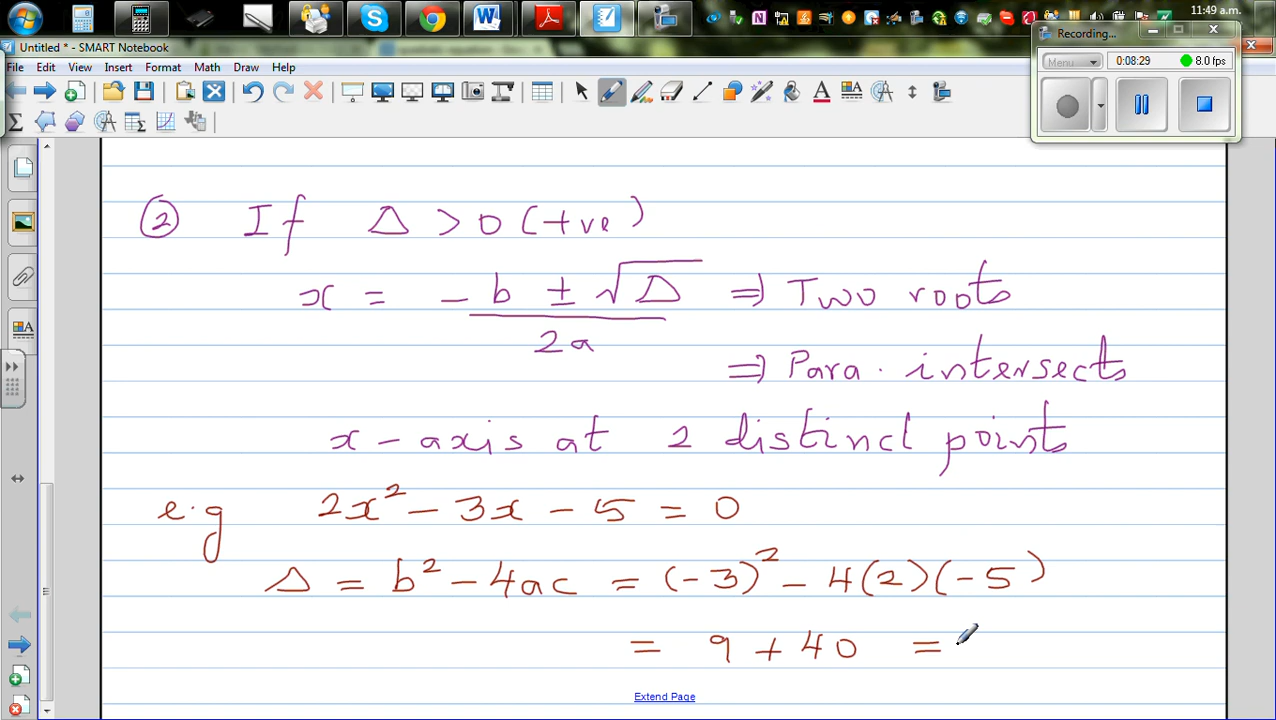 11:49 a.m.
Untitled * - SMART Notebook
Recording...
File Edit View Insert Format Math Draw Help
Menu 0:08:29 8.0 fps
② If Δ > 0 (+ve)
x = -b ± √Δ ⇒ Two roots
2a
⇒ Para. intersects
x-axis at 2 distinct points
e.g 2x² - 3x - 5 = 0
Δ = b² - 4ac = (-3)² - 4(2)(-5)
= 9 + 40 =
Extend Page